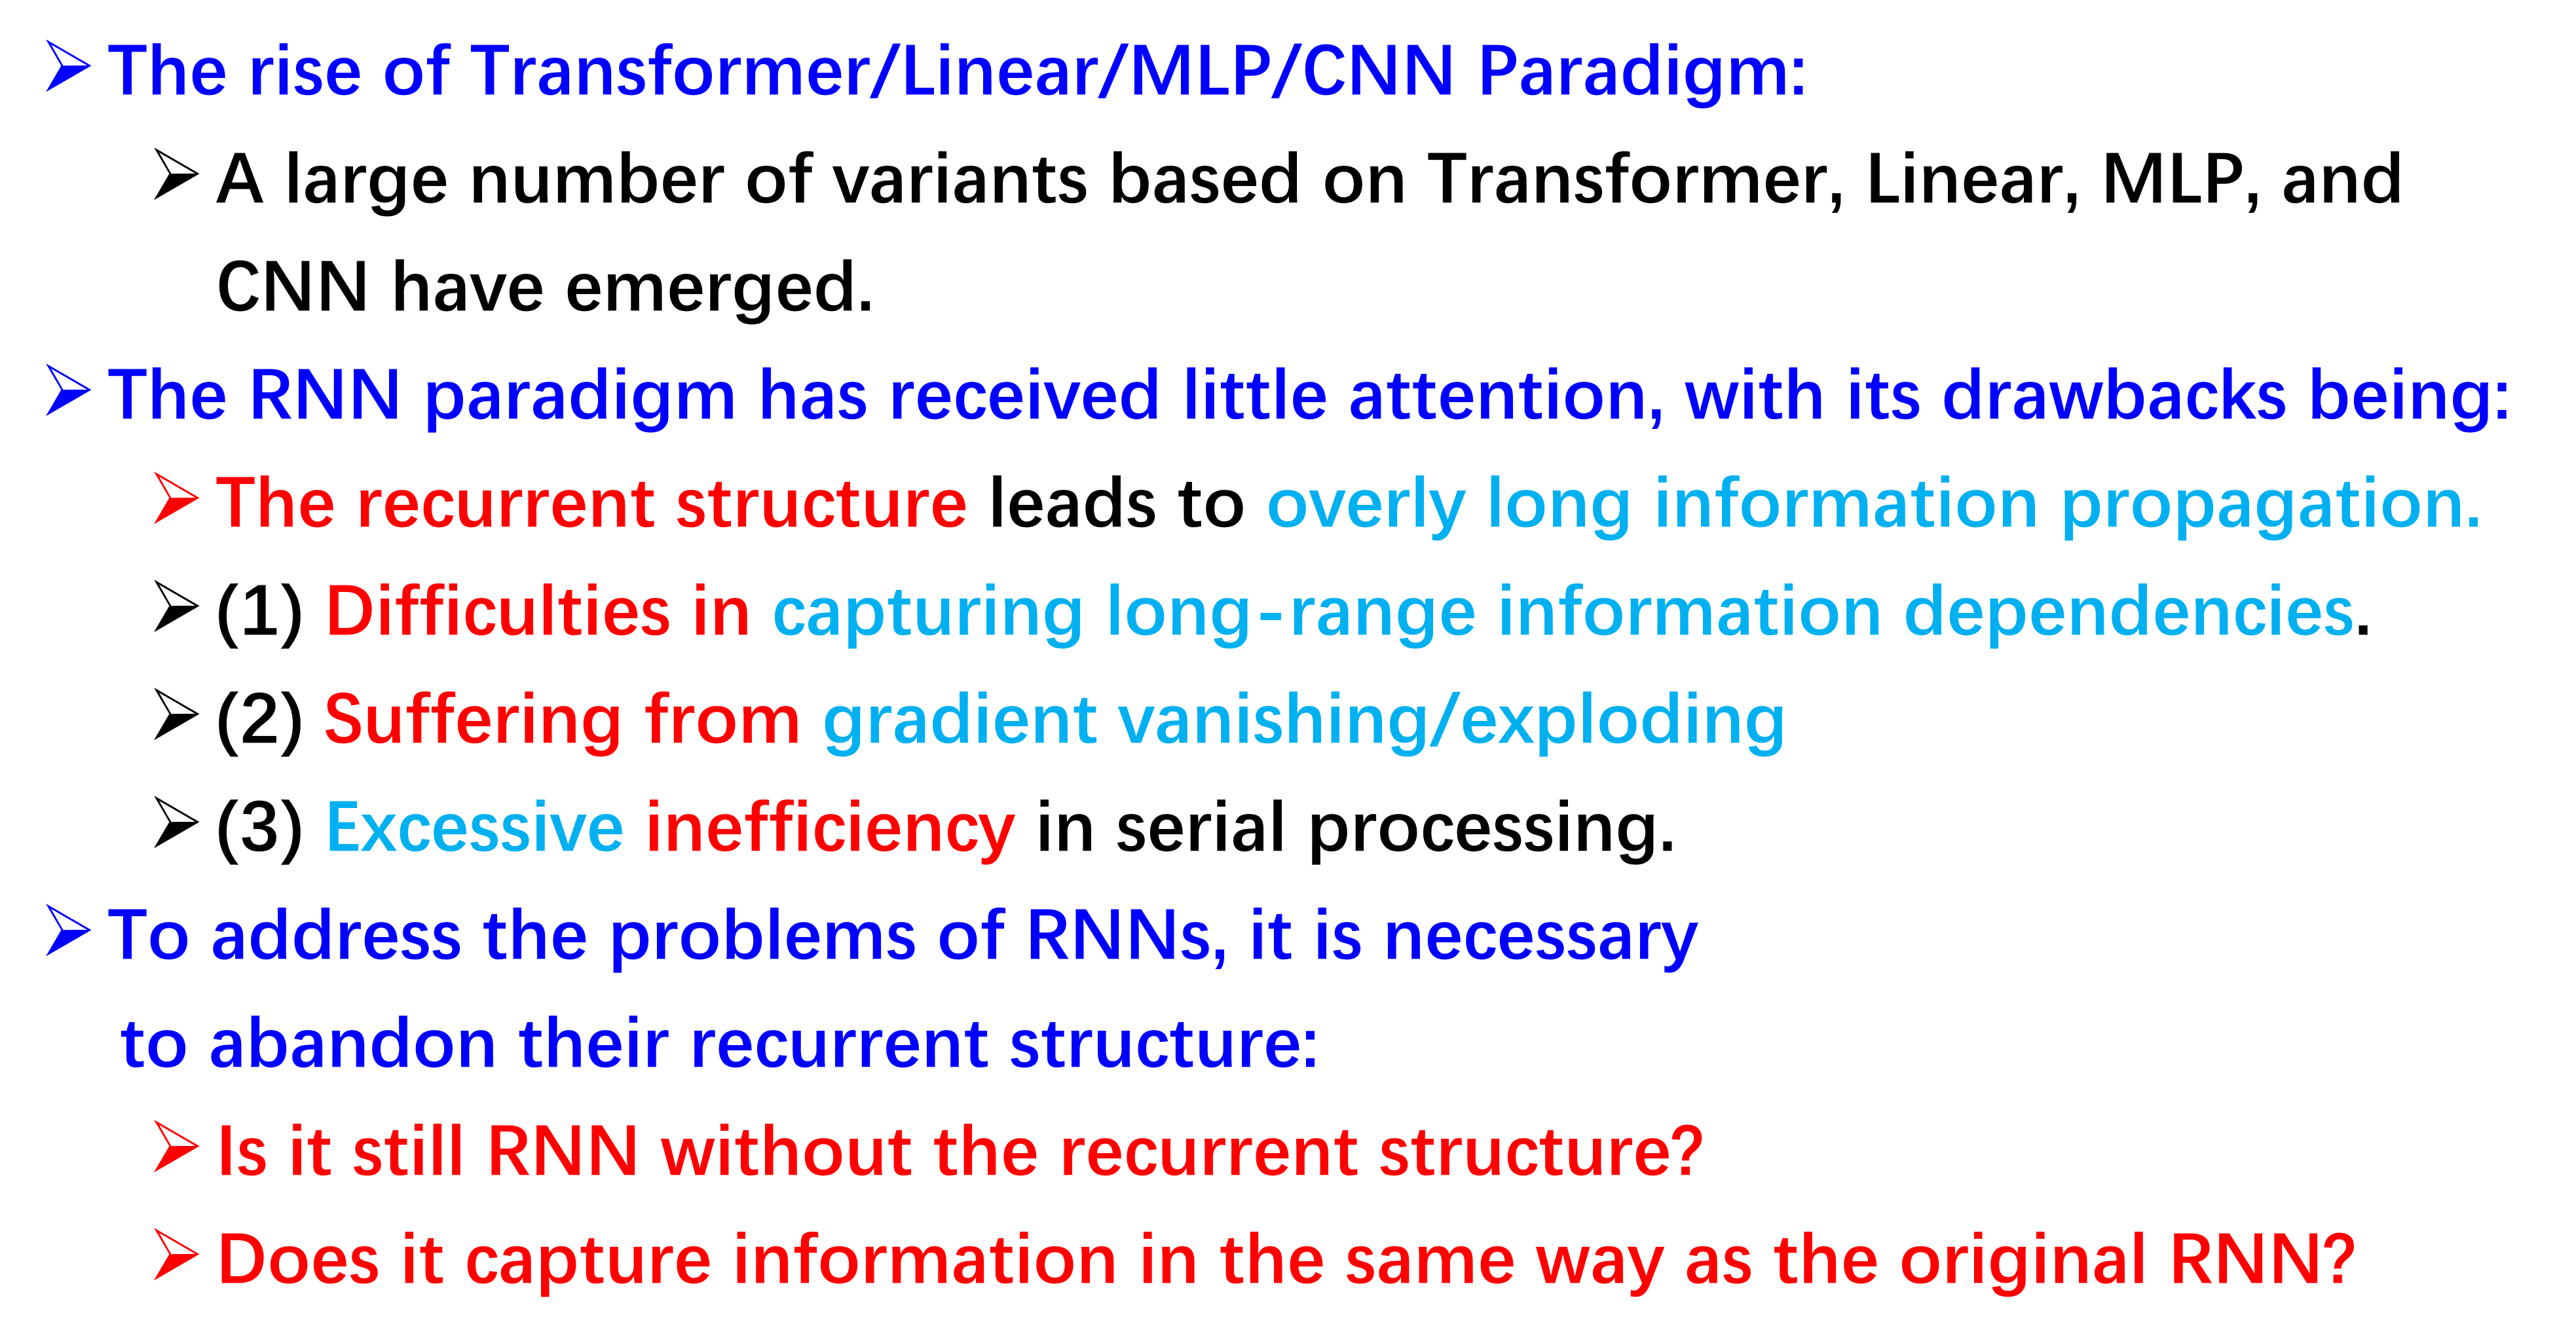 The rise of Transformer/Linear/MLP/CNN Paradigm:
A large number of variants based on Transformer, Linear, MLP, and
CNN have emerged.
The RNN paradigm has received little attention, with its drawbacks being:
The recurrent structure leads to overly long information propagation.
(1) Difficulties in capturing long-range information dependencies.
(2) Suffering from gradient vanishing/exploding
(3) Excessive inefficiency in serial processing.
To address the problems of RNNs, it is necessary
to abandon their recurrent structure:
Is it still RNN without the recurrent structure?
Does it capture information in the same way as the original RNN?